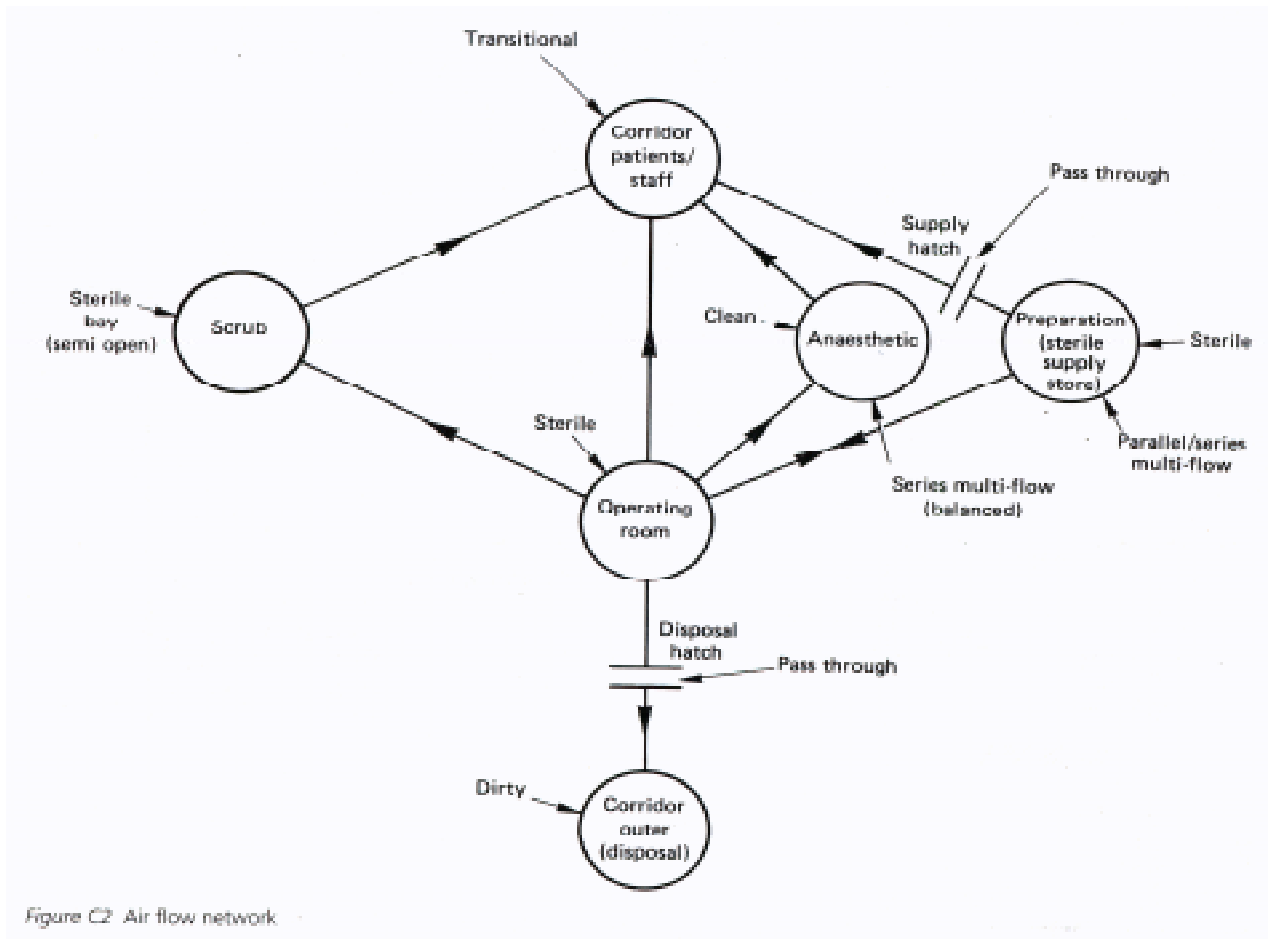 Transitional
Corridor
patients/
staff
Pass through
Supply
hatch
Sterile
bay
(semi open)
Scrub
Clean
Anaesthetic
Preparation
(sterile
supply
store)
Sterile
Sterile
Parallel/series
multi-flow
Series multi-flow
(balanced)
Operating
room
Disposal
hatch
Pass through
Dirty
Corridor
outer
(disposal)
Figure C2 Air flow network